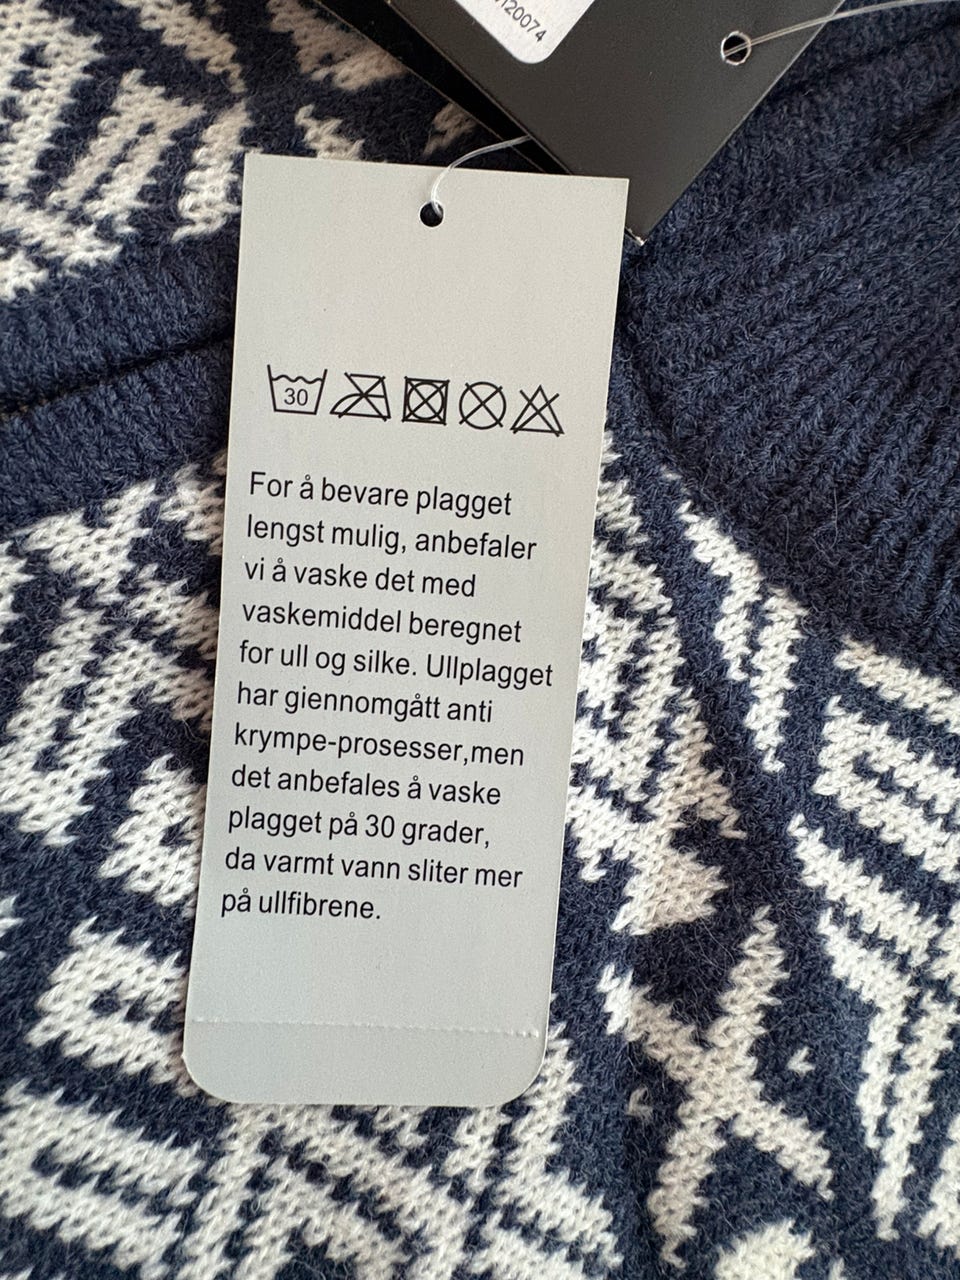 120074
30
For å bevare plagget
lengst mulig, anbefaler
vi å vaske det med
vaskemiddel beregnet
for ull og silke. Ullplagget
har giennomgått anti
krympe-prosesser,men
det anbefales å vaske
plagget på 30 grader,
da varmt vann sliter mer
på ullfibrene.